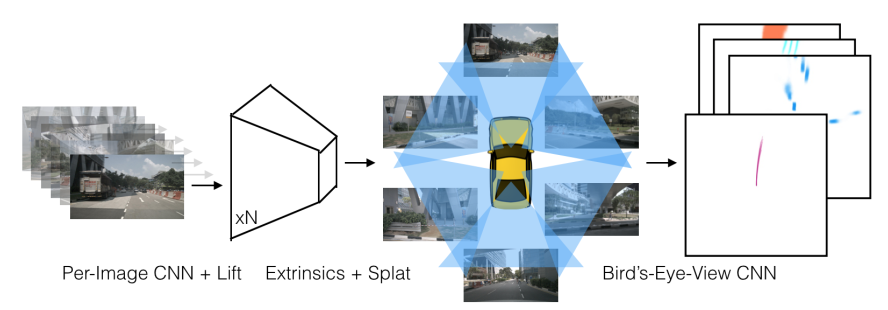 xN
Per-Image CNN + Lift
Extrinsics + Splat
Bird's-Eye-View CNN